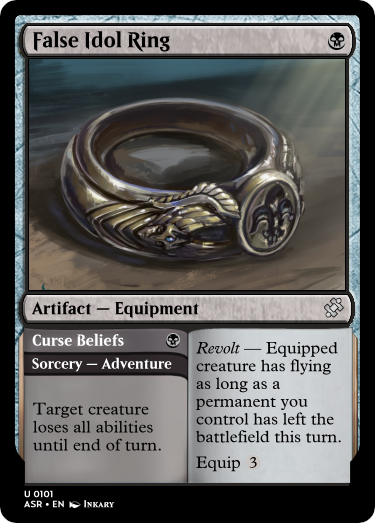 False Idol Ring
Artifact — Equipment
Curse Beliefs
Sorcery — Adventure
Target creature
loses all abilities
until end of turn.
Revolt — Equipped
creature has flying
as long as a
permanent you
control has left the
battlefield this turn.
Equip 3
U 0101
ASR • EN Inkary